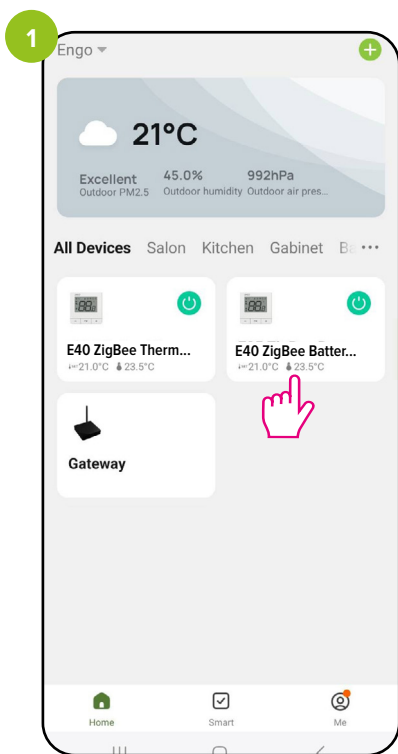 1
Engo
21°C
Excellent 45.0% 992hPa
Outdoor PM2.5 Outdoor humidity Outdoor air pres...
All Devices Salon Kitchen Gabinet Ba ...
E40 ZigBee Therm... E40 ZigBee Batter...
21.0°C 23.5°C 21.0°C 23.5°C
Gateway
Home Smart Me